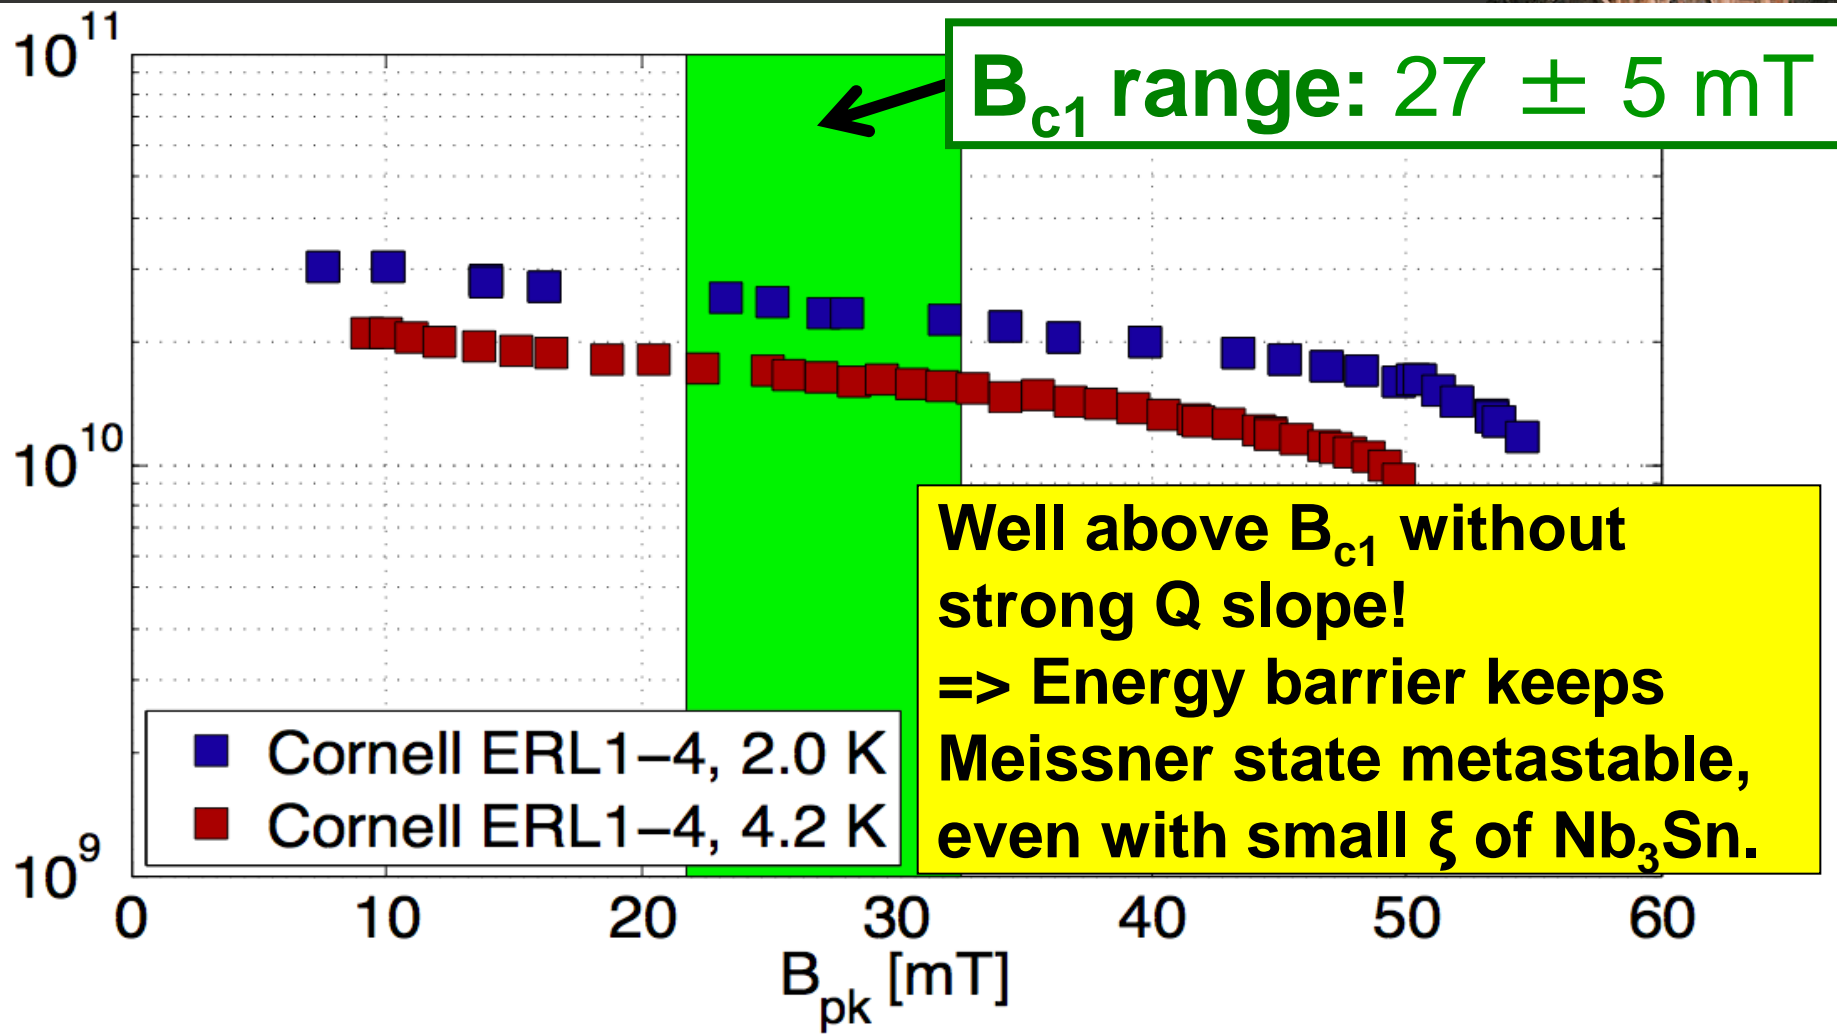 10¹¹
B_c1 range: 27 ± 5 mT
10¹⁰
Well above B_c1 without
strong Q slope!
=> Energy barrier keeps
Meissner state metastable,
even with small ξ of Nb₃Sn.
Cornell ERL1−4, 2.0 K
Cornell ERL1−4, 4.2 K
10⁹
0 10 20 30 40 50 60
B_pk [mT]